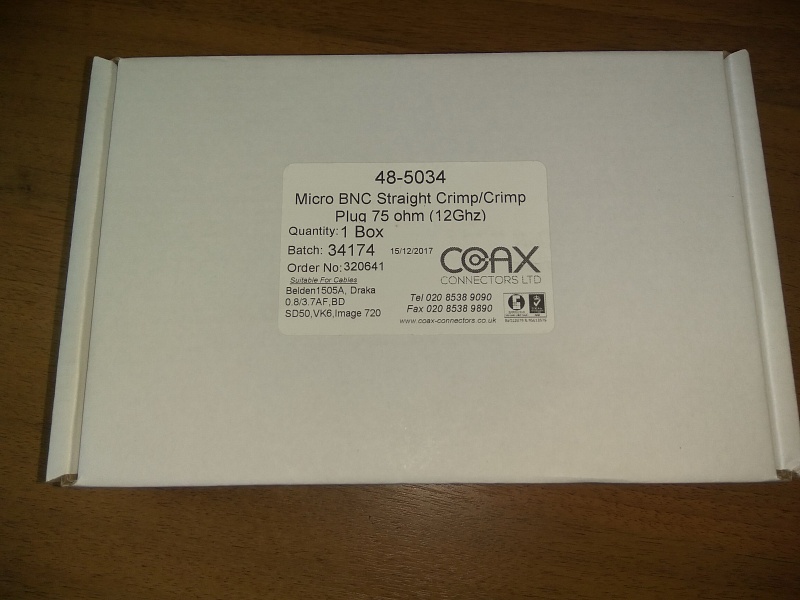 48-5034
Micro BNC Straight Crimp/Crimp
Plug 75 ohm (12Ghz)
Quantity: 1 Box
Batch: 34174 15/12/2017
Order No: 320641
Suitable For Cables
Belden1505A, Draka
0.8/3.7AF,BD
SD50,VK6,Image 720
COAX
CONNECTORS LTD
Tel 020 8538 9090
Fax 020 8538 9890
www.coax-connectors.co.uk